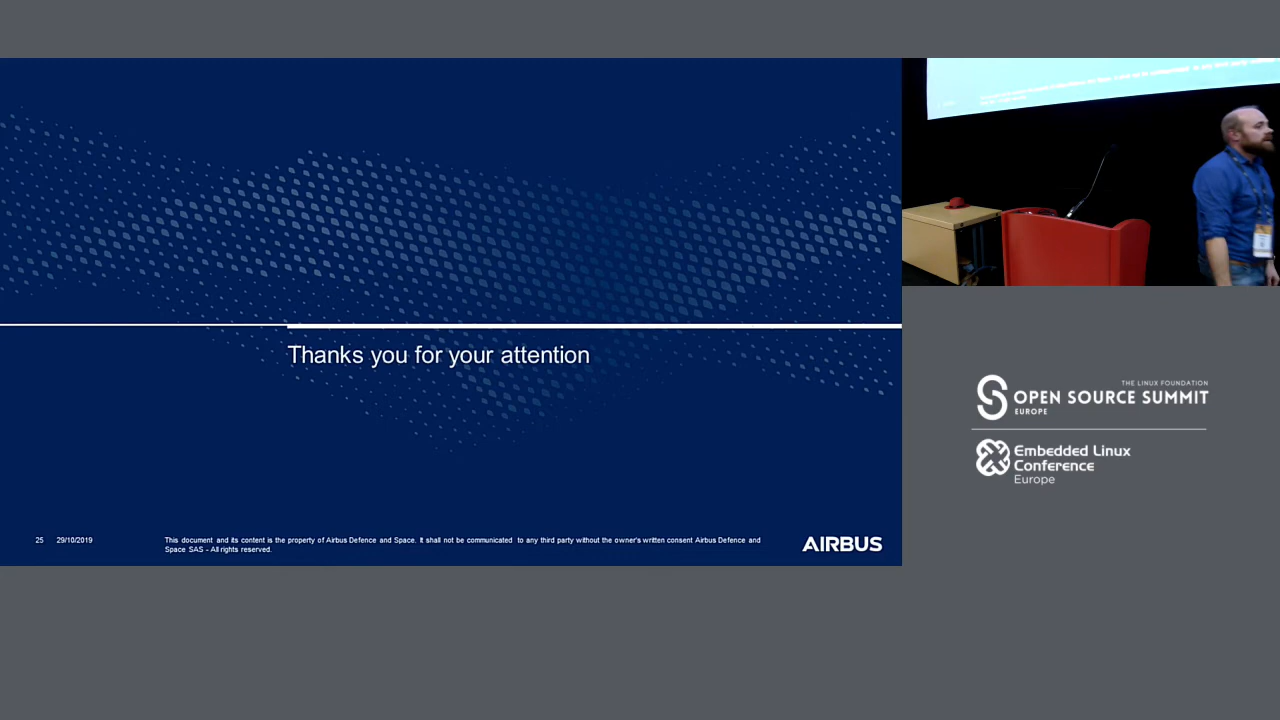 Thanks you for your attention
25 29/10/2019
This document and its content is the property of Airbus Defence and Space. It shall not be communicated to any third party without the owner's written consent Airbus Defence and
Space SAS - All rights reserved.
AIRBUS
THE LINUX FOUNDATION
OPEN SOURCE SUMMIT
EUROPE
Embedded Linux
Conference
Europe